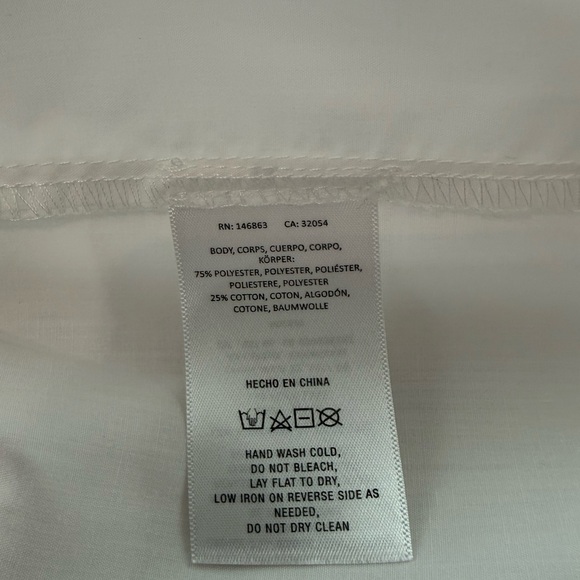 RN: 146863 CA: 32054
BODY, CORPS, CUERPO, CORPO,
KÖRPER:
75% POLYESTER, POLYESTER, POLIÉSTER,
POLIESTERE, POLYESTER
25% COTTON, COTON, ALGODÓN,
COTONE, BAUMWOLLE
HECHO EN CHINA
HAND WASH COLD,
DO NOT BLEACH,
LAY FLAT TO DRY,
LOW IRON ON REVERSE SIDE AS
NEEDED,
DO NOT DRY CLEAN